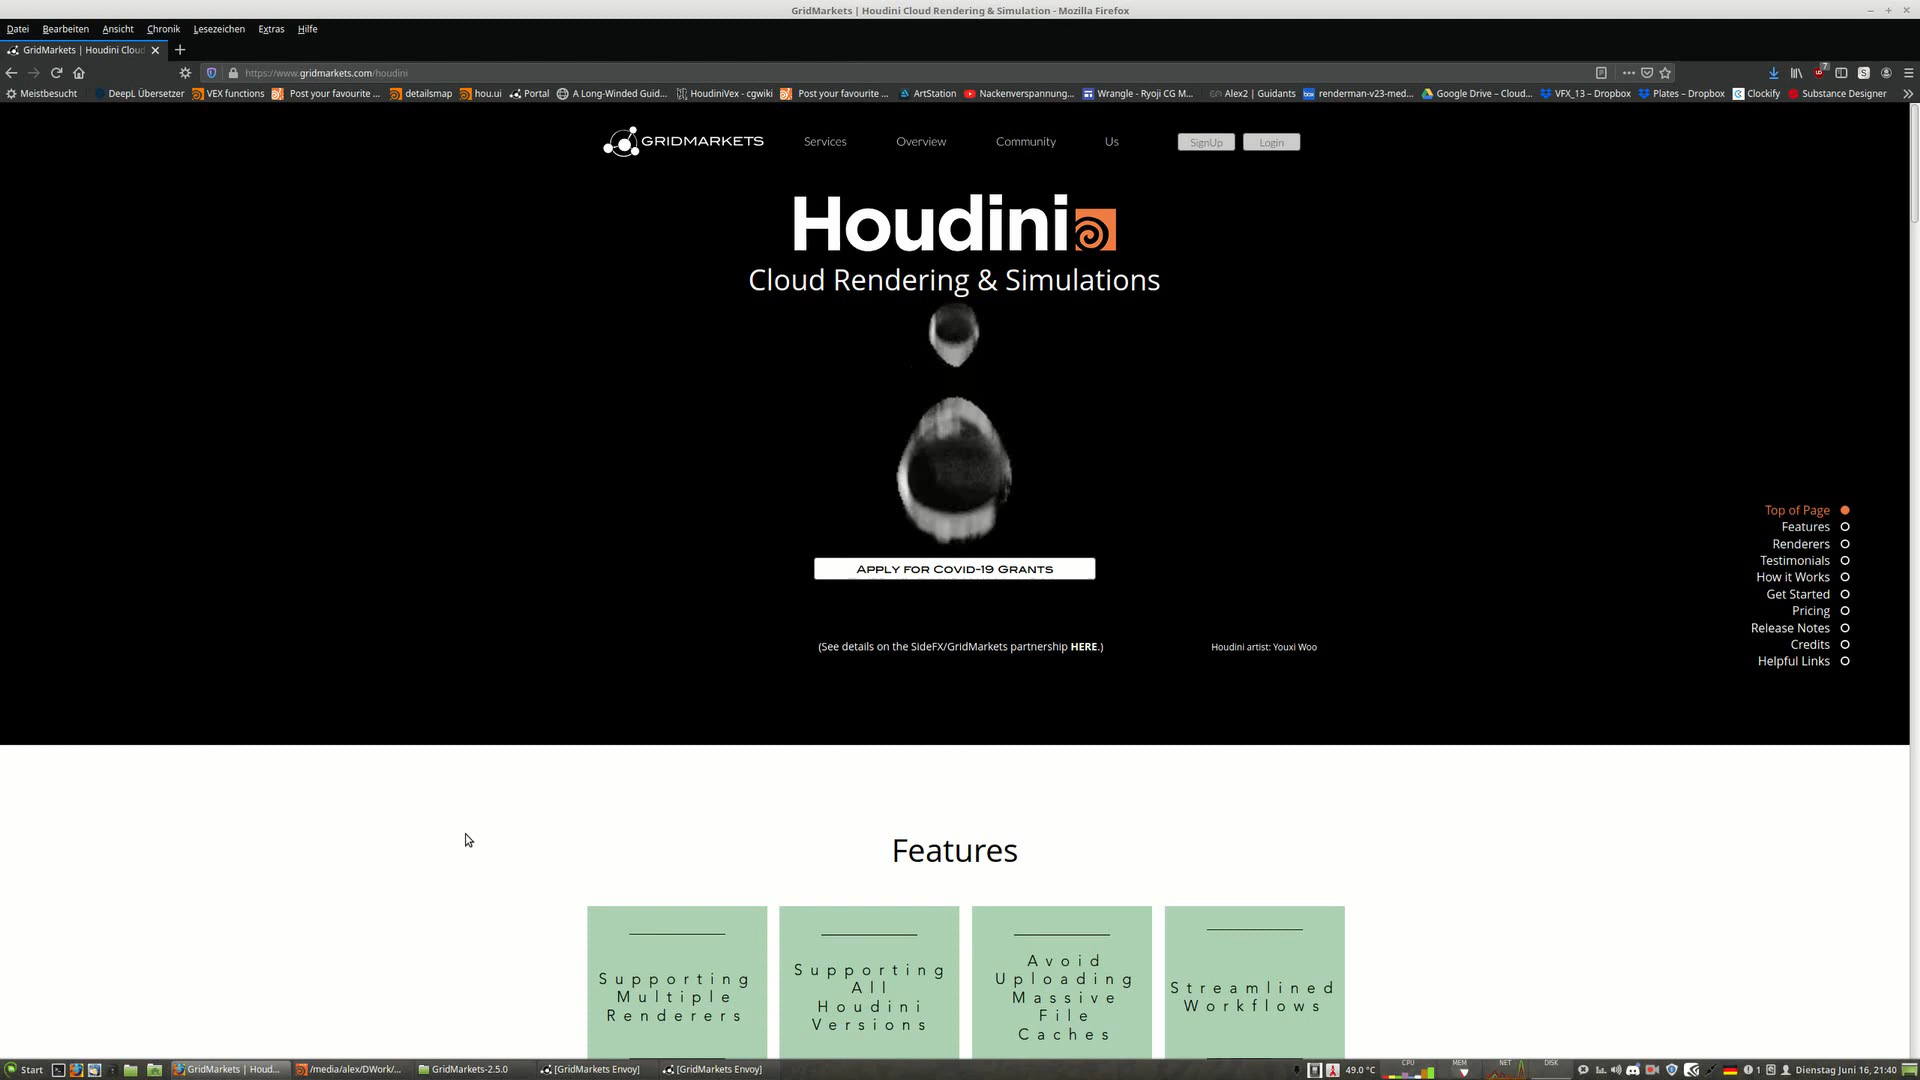 GridMarkets | Houdini Cloud Rendering & Simulation - Mozilla Firefox
Datei Bearbeiten Ansicht Chronik Lesezeichen Extras Hilfe
GridMarkets | Houdini Cloud
https://www.gridmarkets.com/houdini
Meistbesucht DeepL Übersetzer VEX functions Post your favourite ... detailsmap hou.ui Portal A Long-Winded Guid... HoudiniVex - cgwiki Post your favourite ... ArtStation Nackenverspannung... Wrangle - Ryoji CG M... Alex2 | Guidants renderman-v23-med... Google Drive – Cloud... VFX_13 – Dropbox Plates – Dropbox Clockify Substance Designer
GRIDMARKETS Services Overview Community Us SignUp Login
Houdini
Cloud Rendering & Simulations
APPLY FOR COVID-19 GRANTS
(See details on the SideFX/GridMarkets partnership HERE.)
Houdini artist: Youxi Woo
Top of Page
Features
Renderers
Testimonials
How it Works
Get Started
Pricing
Release Notes
Credits
Helpful Links
Features
Supporting
Multiple
Renderers
Supporting
All
Houdini
Versions
Avoid
Uploading
Massive
File
Caches
Streamlined
Workflows
Start GridMarkets | Houd... /media/alex/DWork/... GridMarkets-2.5.0 [GridMarkets Envoy] [GridMarkets Envoy] 49.0 °C CPU MEM NET DISK 1 Dienstag Juni 16, 21:40